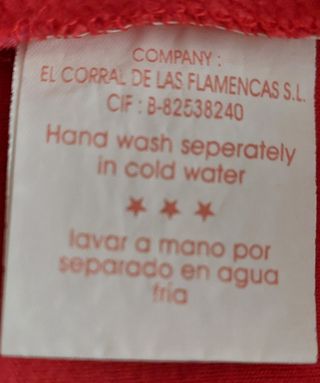 COMPANY :
EL CORRAL DE LAS FLAMENCAS S.L.
CIF : B-82538240
Hand wash seperately
in cold water
lavar a mano por
separado en agua
fria